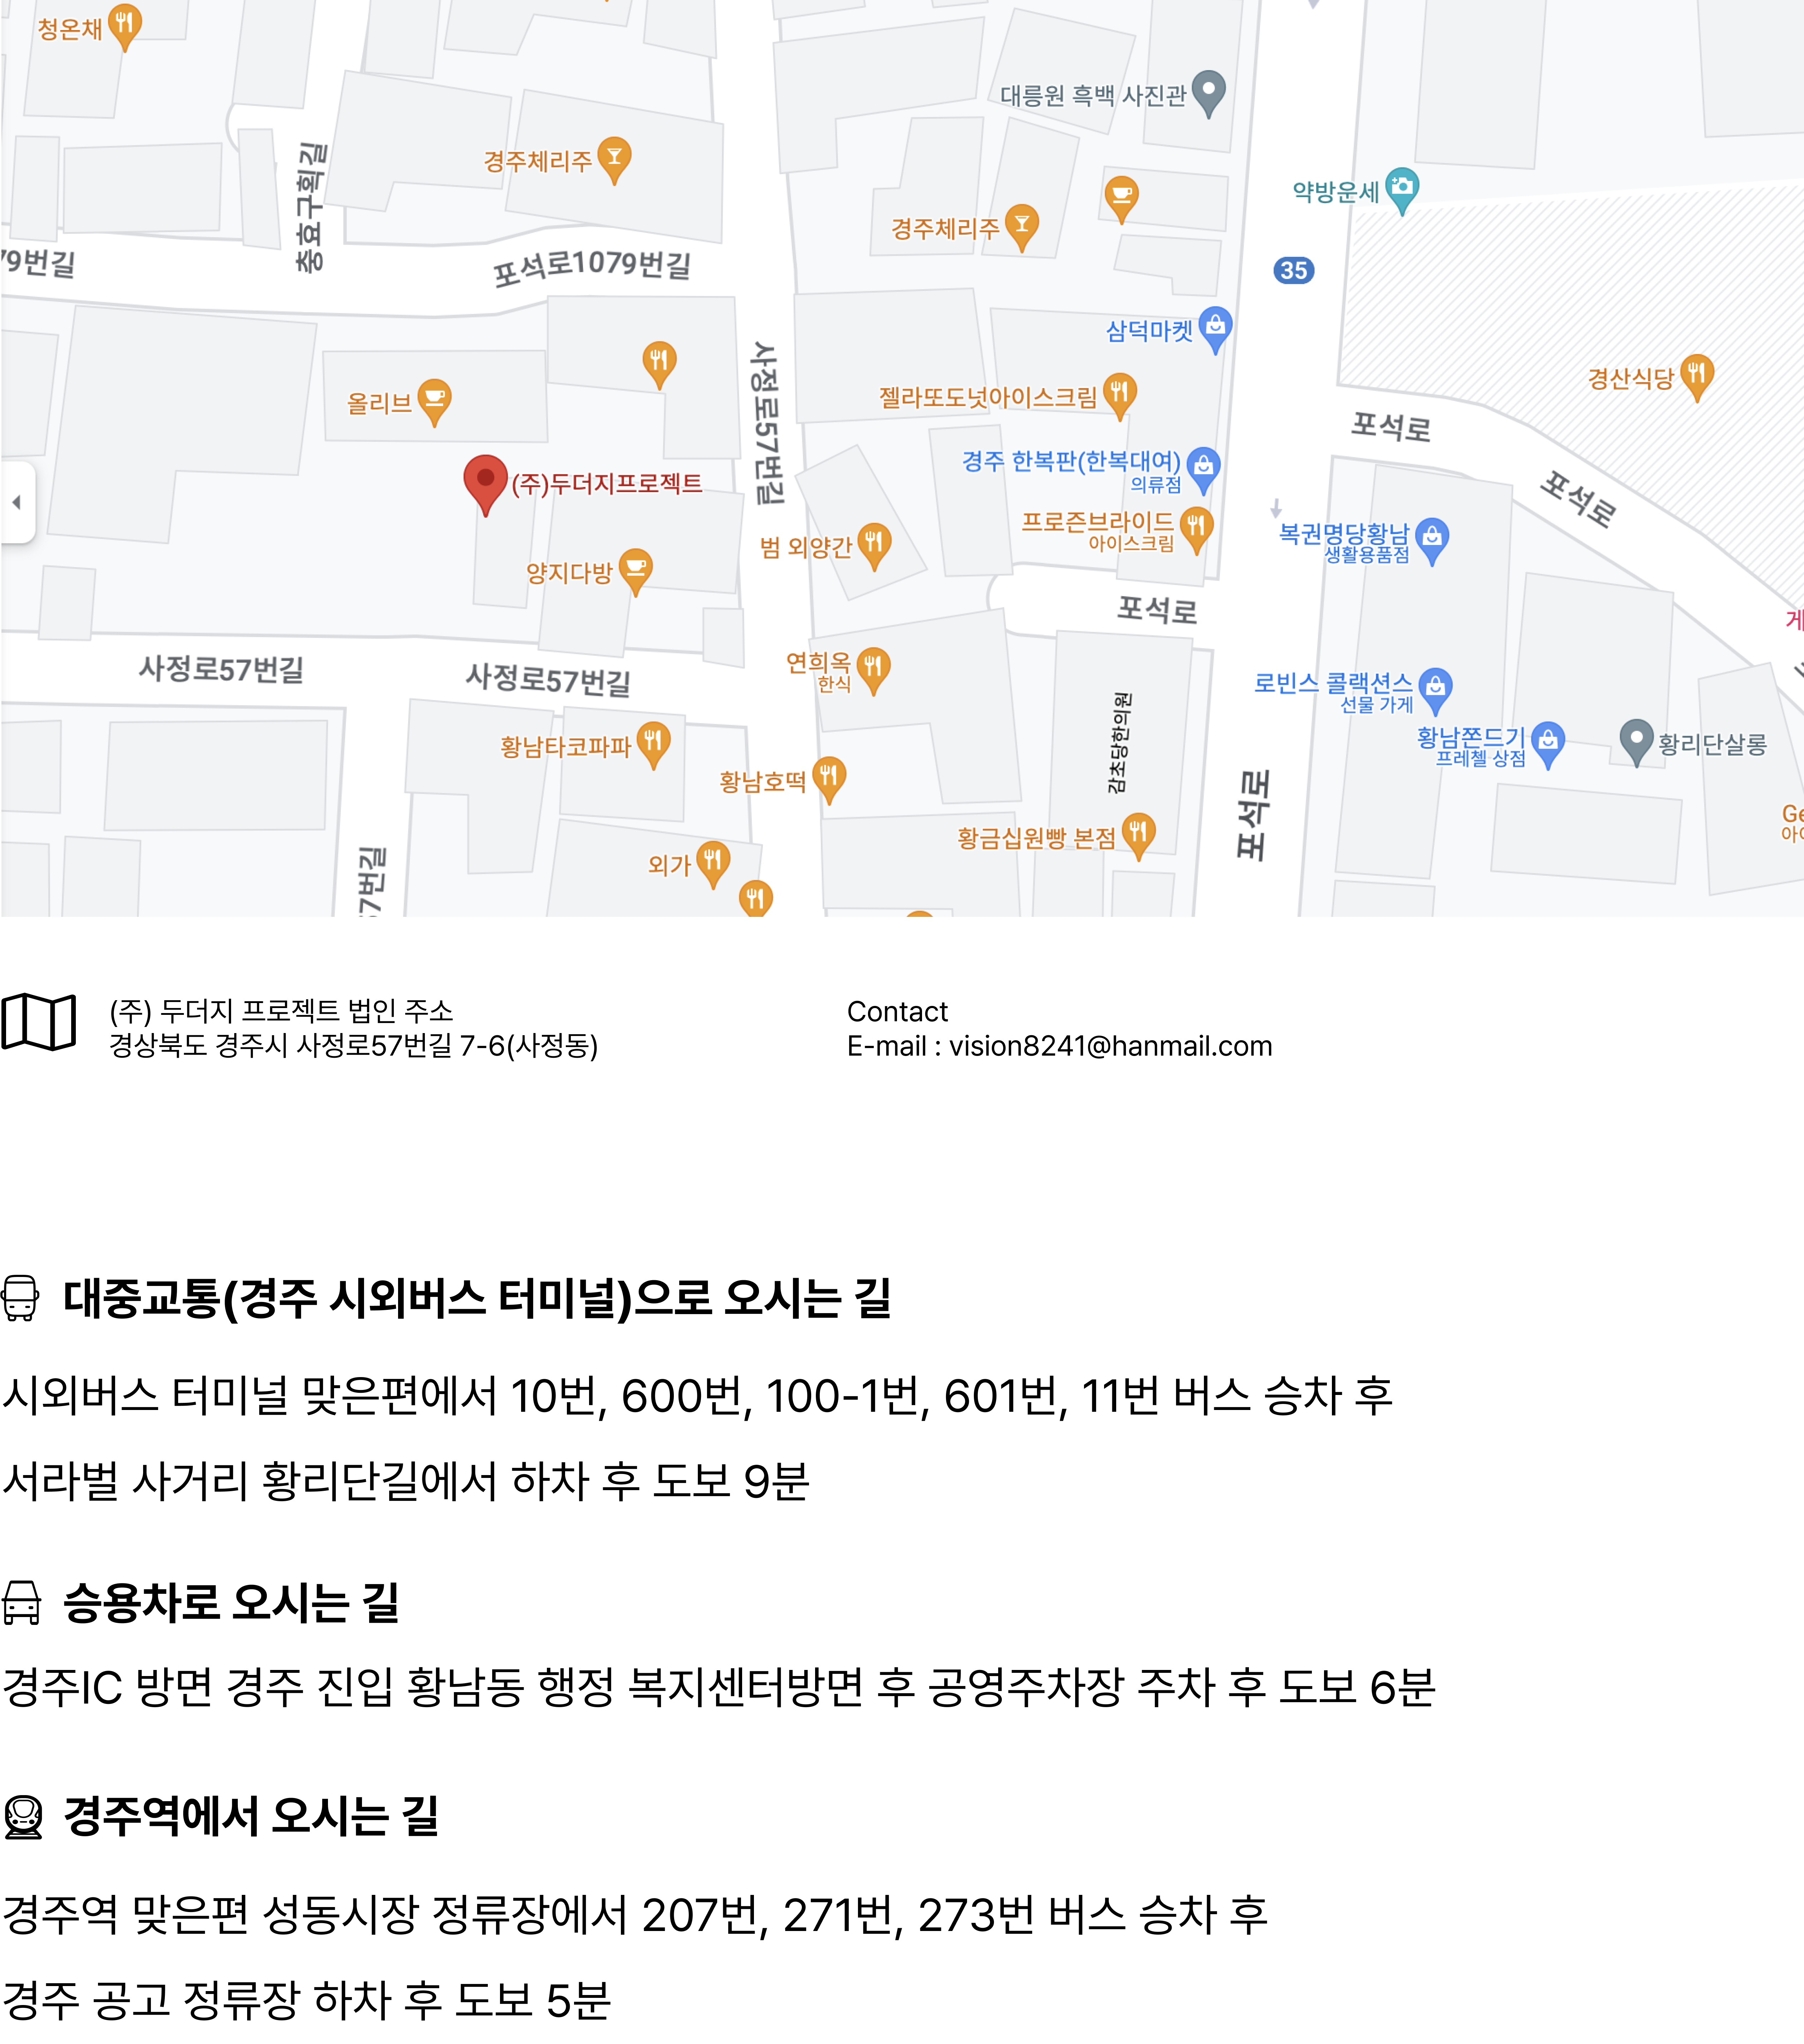 청온채
대릉원 흑백 사진관
경주체리주
약방운세
충효구획길
경주체리주
79번길
포석로1079번길
35
삼덕마켓
사정로57번길
경산식당
올리브
젤라또도넛아이스크림
포석로
경주 한복판(한복대여)
의류점
(주)두더지프로젝트
포석로
프로즌브라이드
아이스크림
복권명당황남
생활용품점
범 외양간
양지다방
포석로
게
연희옥
한식
사정로57번길
사정로57번길
로빈스 콜랙션스
선물 가게
감초당한의원
황남쫀드기
프레첼 상점
황리단살롱
황남타코파파
황남호떡
포석로
황금십원빵 본점
Ge
외가
57번길
(주) 두더지 프로젝트 법인 주소
경상북도 경주시 사정로57번길 7-6(사정동)
Contact
E-mail : vision8241@hanmail.com
대중교통(경주 시외버스 터미널)으로 오시는 길
시외버스 터미널 맞은편에서 10번, 600번, 100-1번, 601번, 11번 버스 승차 후
서라벌 사거리 황리단길에서 하차 후 도보 9분
승용차로 오시는 길
경주IC 방면 경주 진입 황남동 행정 복지센터방면 후 공영주차장 주차 후 도보 6분
경주역에서 오시는 길
경주역 맞은편 성동시장 정류장에서 207번, 271번, 273번 버스 승차 후
경주 공고 정류장 하차 후 도보 5분